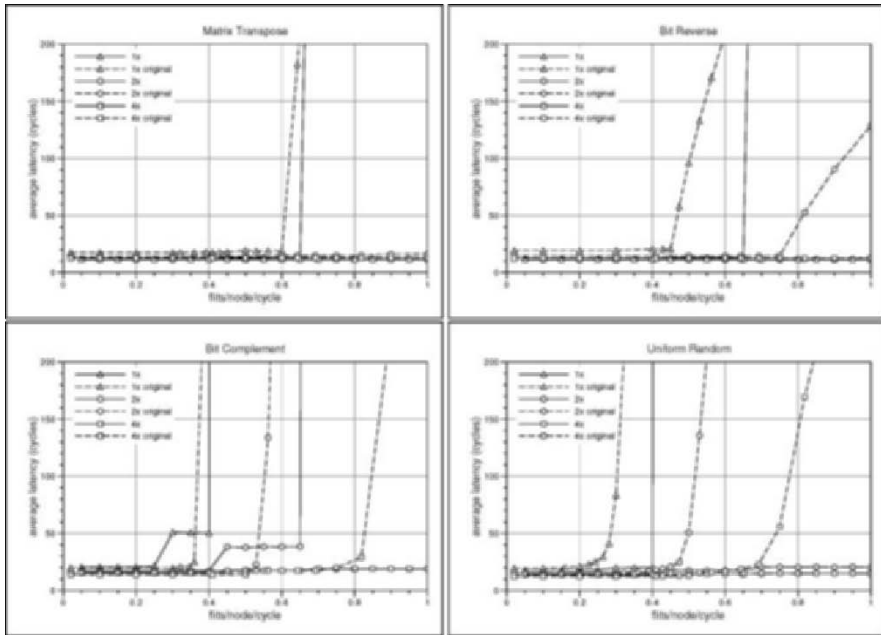 Matrix Transpose
200
150
100
50
0
average latency (cycles)
1x
1x original
2x
2x original
4x
4x original
0 0.2 0.4 0.6 0.8 1
flits/node/cycle
Bit Reverse
200
150
100
50
0
average latency (cycles)
1x
1x original
2x
2x original
4x
4x original
0 0.2 0.4 0.6 0.8 1
flits/node/cycle
Bit Complement
200
150
100
50
0
average latency (cycles)
1x
1x original
2x
2x original
4x
4x original
0 0.2 0.4 0.6 0.8 1
flits/node/cycle
Uniform Random
200
150
100
50
0
average latency (cycles)
1x
1x original
2x
2x original
4x
4x original
0 0.2 0.4 0.6 0.8 1
flits/node/cycle